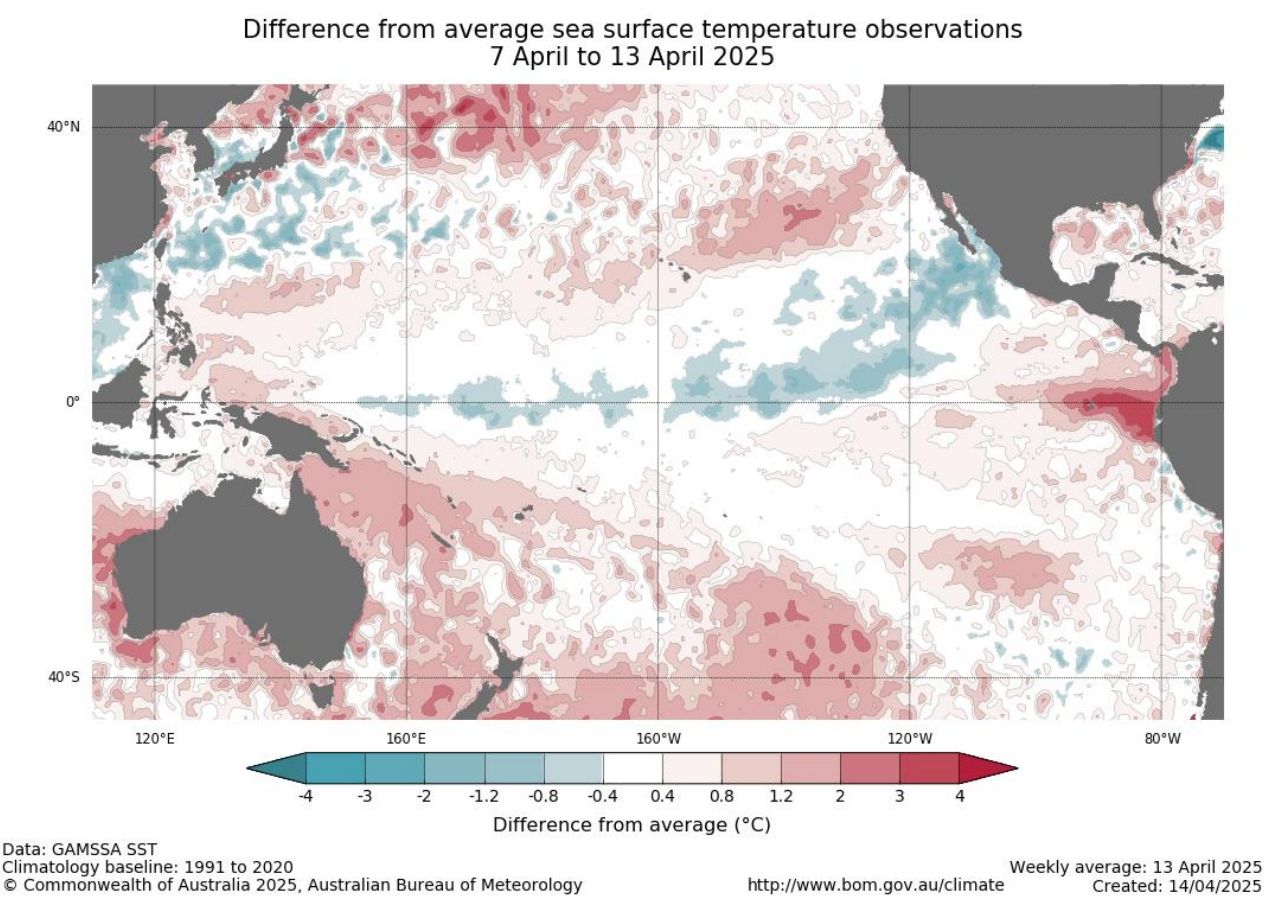 Difference from average sea surface temperature observations
7 April to 13 April 2025
40°N
0°
40°S
120°E 160°E 160°W 120°W 80°W
-4 -3 -2 -1.2 -0.8 -0.4 0.4 0.8 1.2 2 3 4
Difference from average (°C)
Data: GAMSSA SST
Climatology baseline: 1991 to 2020
© Commonwealth of Australia 2025, Australian Bureau of Meteorology
http://www.bom.gov.au/climate
Weekly average: 13 April 2025
Created: 14/04/2025